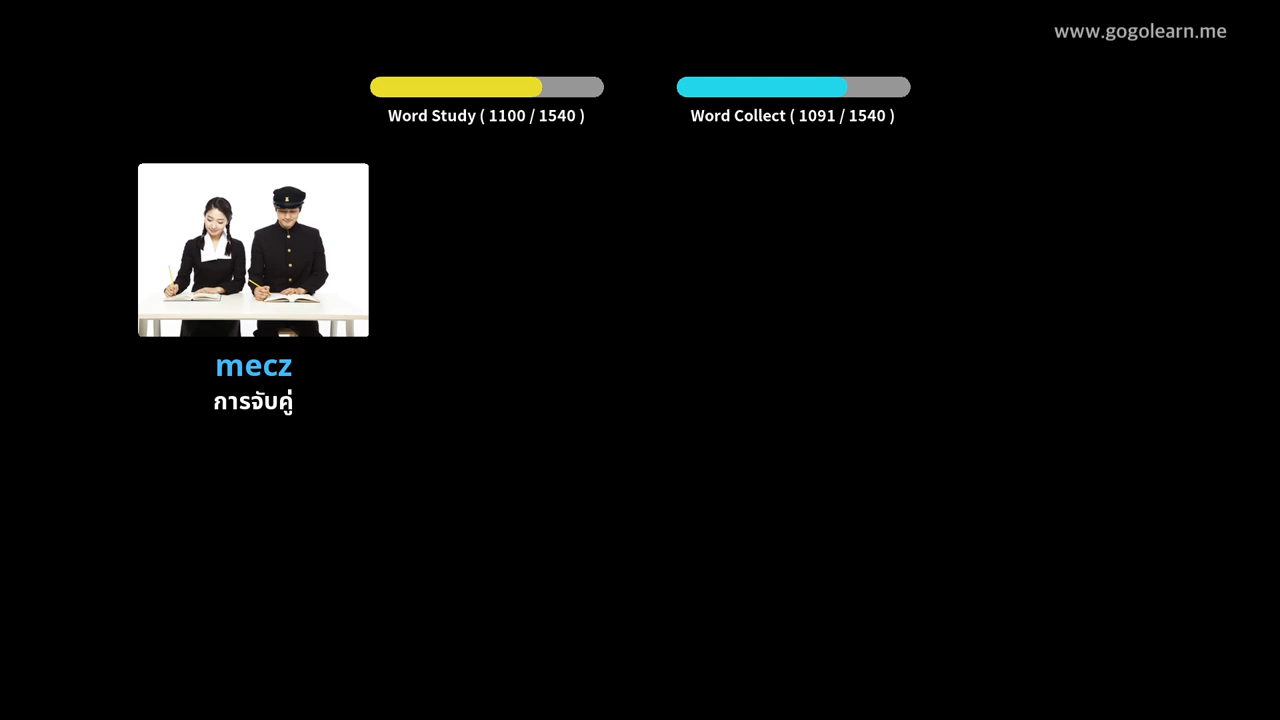 www.gogolearn.me
Word Study ( 1100 / 1540 )
Word Collect ( 1091 / 1540 )
mecz
การจับคู่